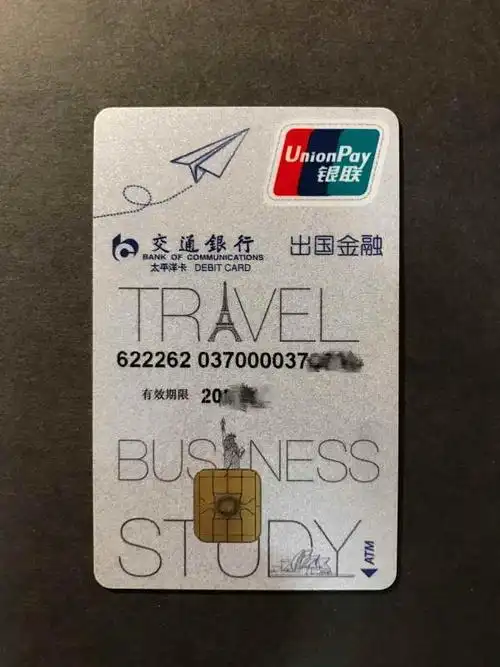 UnionPay
银联
交通銀行
BANK OF COMMUNICATIONS
太平洋卡 DEBIT CARD
出国金融
TRAVEL
622262 037000037
有效期限 20
BUSINESS
STUDY
ATM